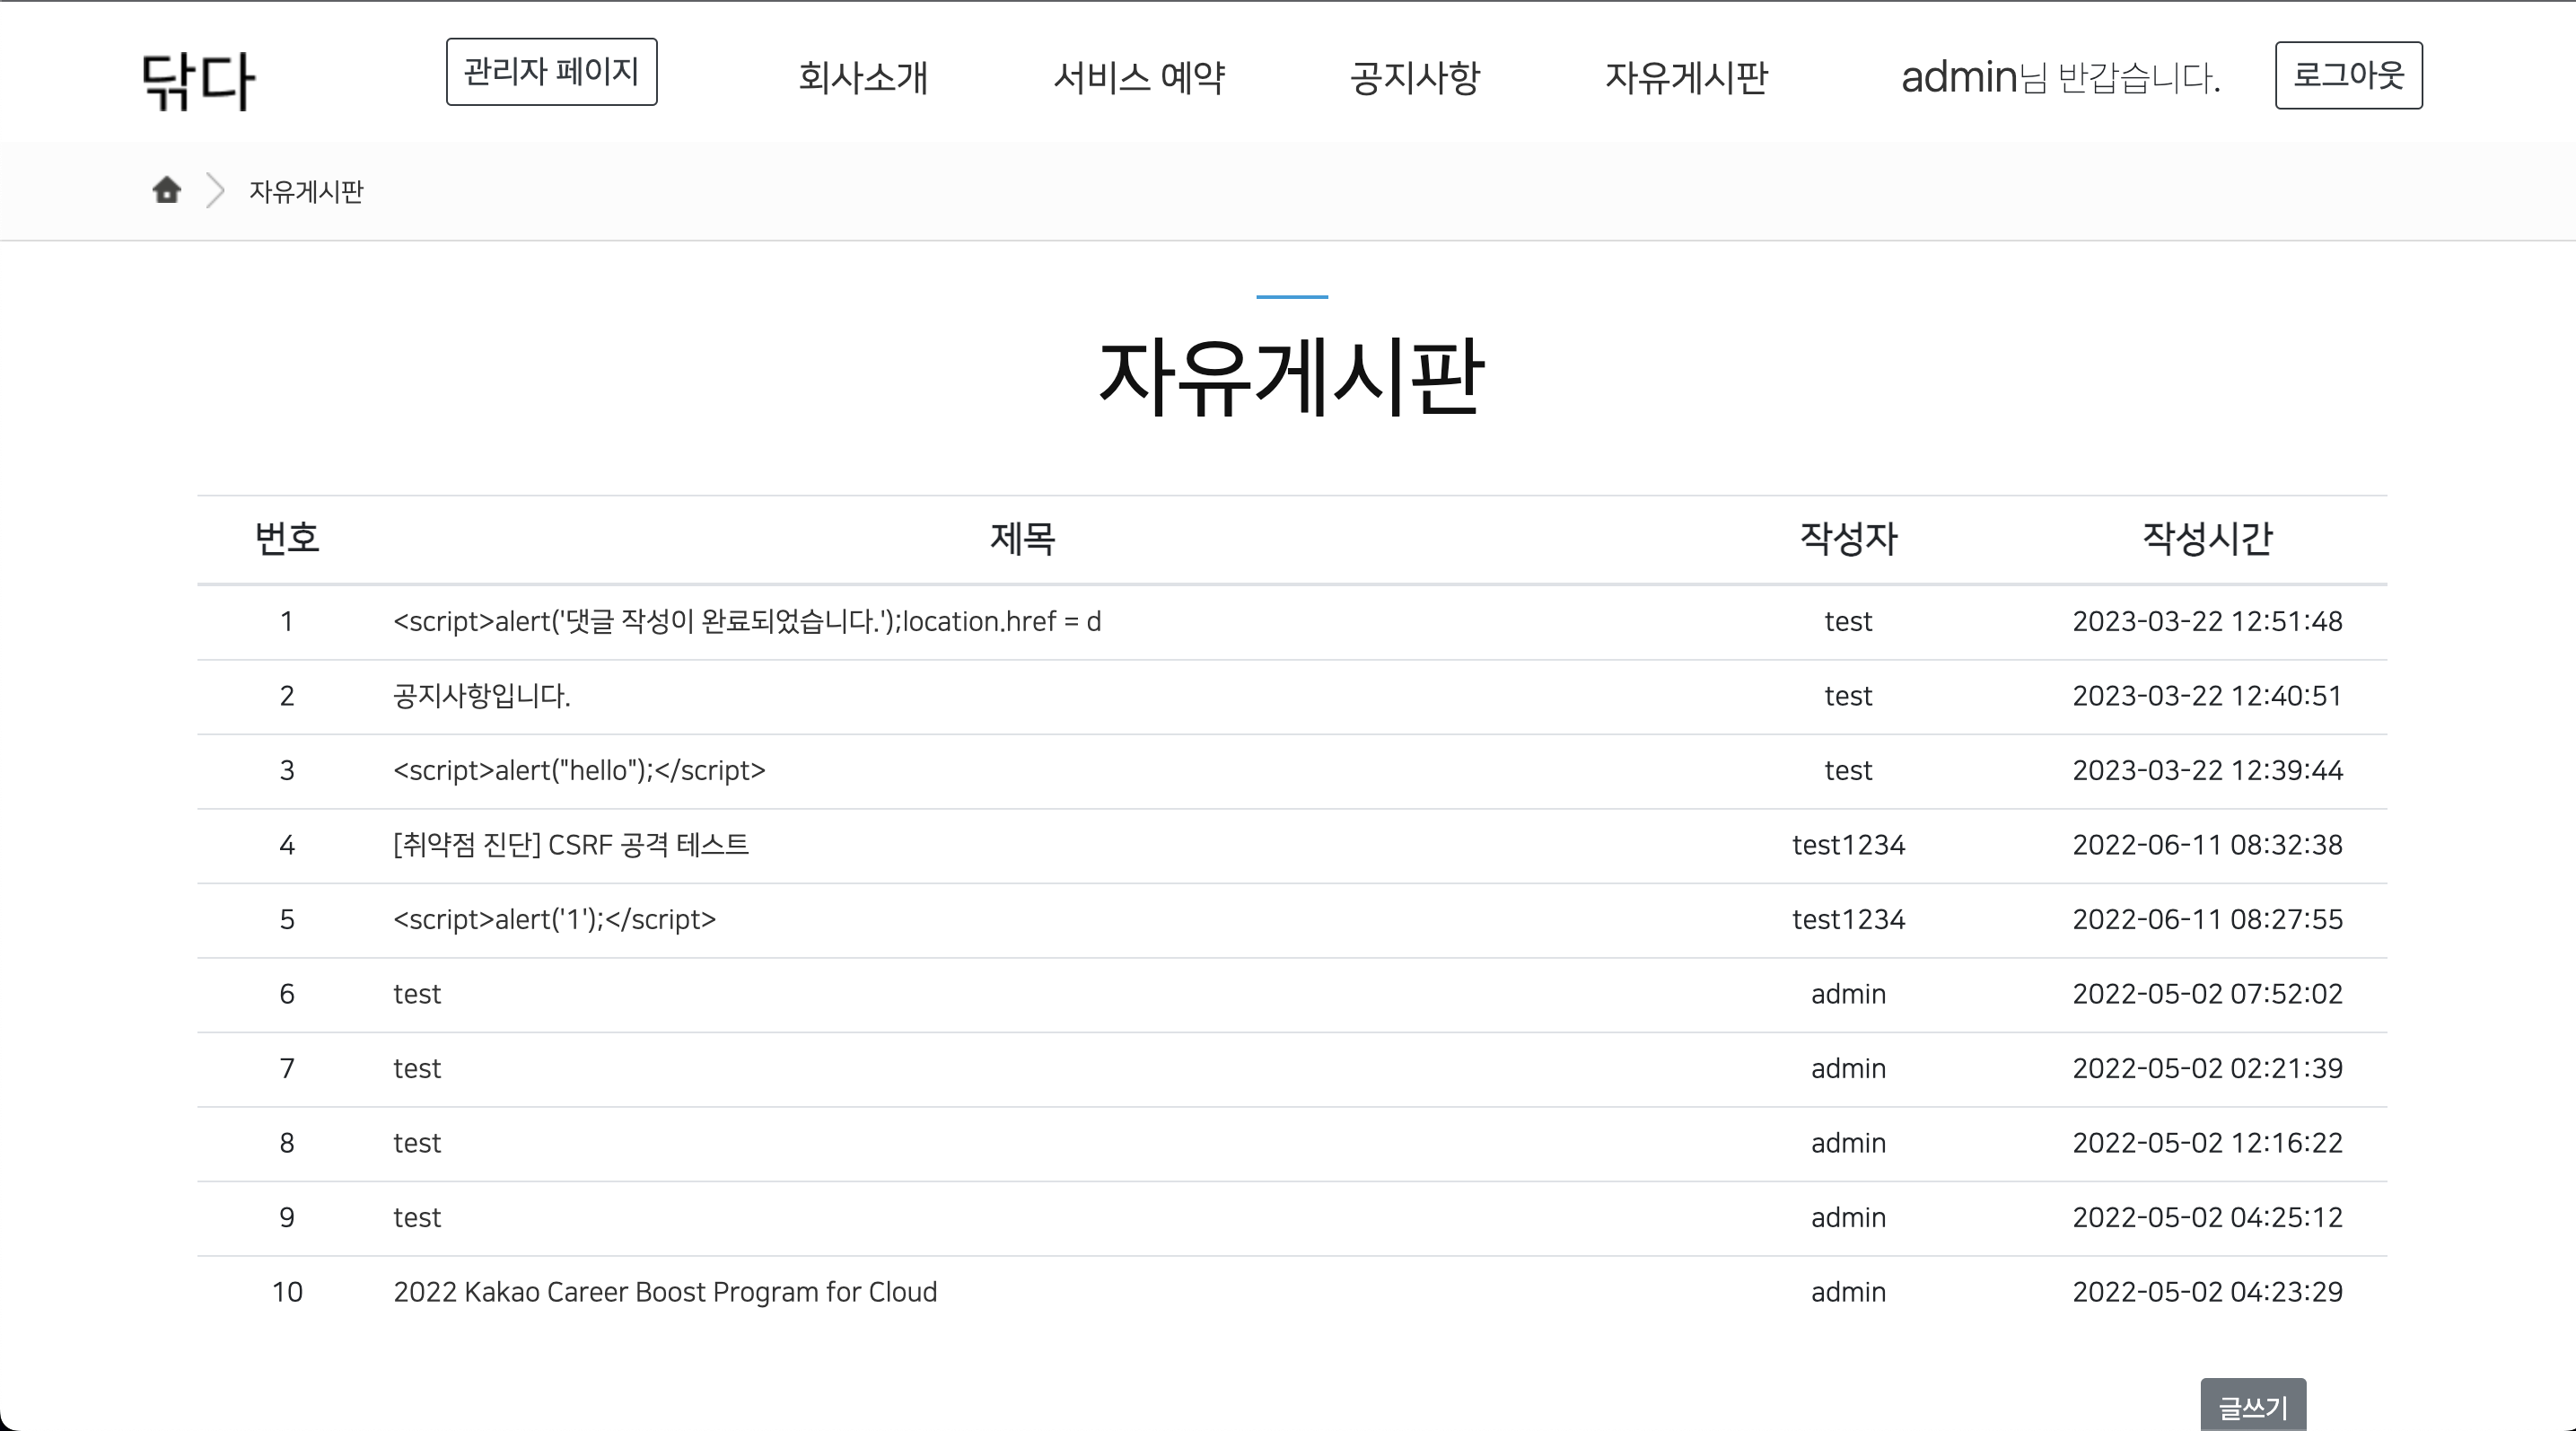 닦다 관리자 페이지 회사소개 서비스 예약 공지사항 자유게시판 admin님 반갑습니다. 로그아웃
자유게시판
자유게시판
번호 제목 작성자 작성시간
1 <script>alert('댓글 작성이 완료되었습니다.');location.href = d test 2023-03-22 12:51:48
2 공지사항입니다. test 2023-03-22 12:40:51
3 <script>alert("hello");</script> test 2023-03-22 12:39:44
4 [취약점 진단] CSRF 공격 테스트 test1234 2022-06-11 08:32:38
5 <script>alert('1');</script> test1234 2022-06-11 08:27:55
6 test admin 2022-05-02 07:52:02
7 test admin 2022-05-02 02:21:39
8 test admin 2022-05-02 12:16:22
9 test admin 2022-05-02 04:25:12
10 2022 Kakao Career Boost Program for Cloud admin 2022-05-02 04:23:29
글쓰기